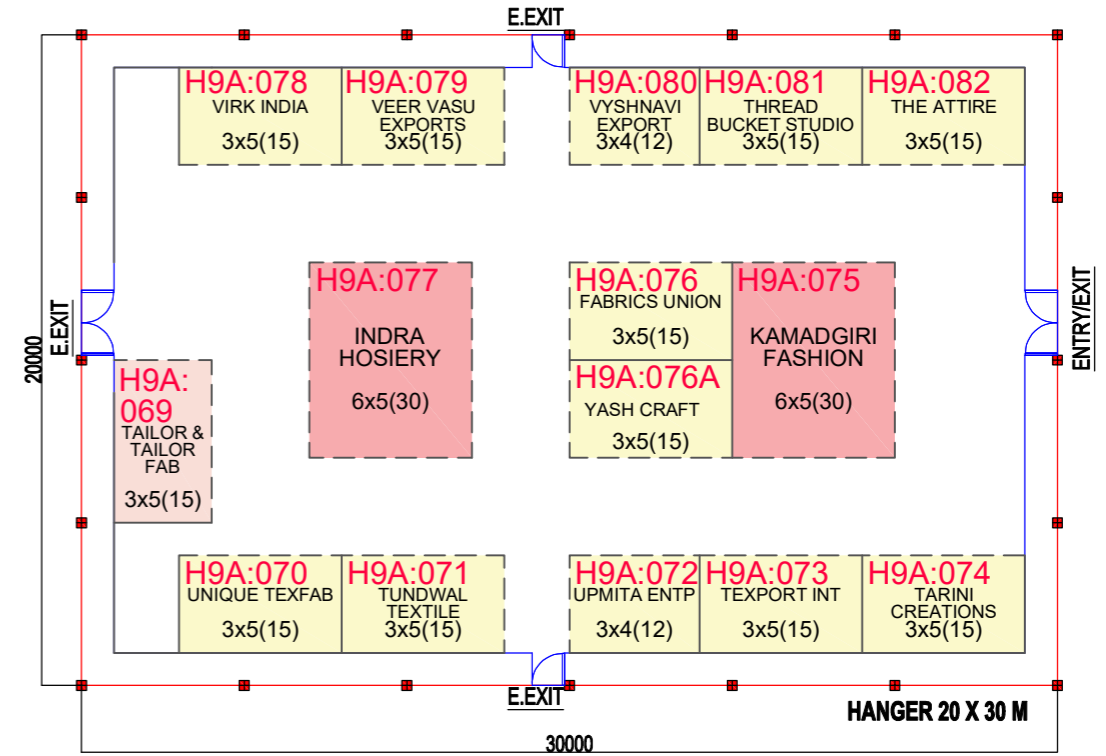 E.EXIT
H9A:078
VIRK INDIA
3x5(15)
H9A:079
VEER VASU
EXPORTS
3x5(15)
H9A:080
VYSHNAVI
EXPORT
3x4(12)
H9A:081
THREAD
BUCKET STUDIO
3x5(15)
H9A:082
THE ATTIRE
3x5(15)
20000
E.EXIT
H9A:077
INDRA
HOSIERY
6x5(30)
H9A:076
FABRICS UNION
3x5(15)
H9A:076A
YASH CRAFT
3x5(15)
H9A:075
KAMADGIRI
FASHION
6x5(30)
ENTRY/EXIT
H9A:
069
TAILOR &
TAILOR
FAB
3x5(15)
H9A:070
UNIQUE TEXFAB
3x5(15)
H9A:071
TUNDWAL
TEXTILE
3x5(15)
H9A:072
UPMITA ENTP
3x4(12)
H9A:073
TEXPORT INT
3x5(15)
H9A:074
TARINI
CREATIONS
3x5(15)
E.EXIT
HANGER 20 X 30 M
30000